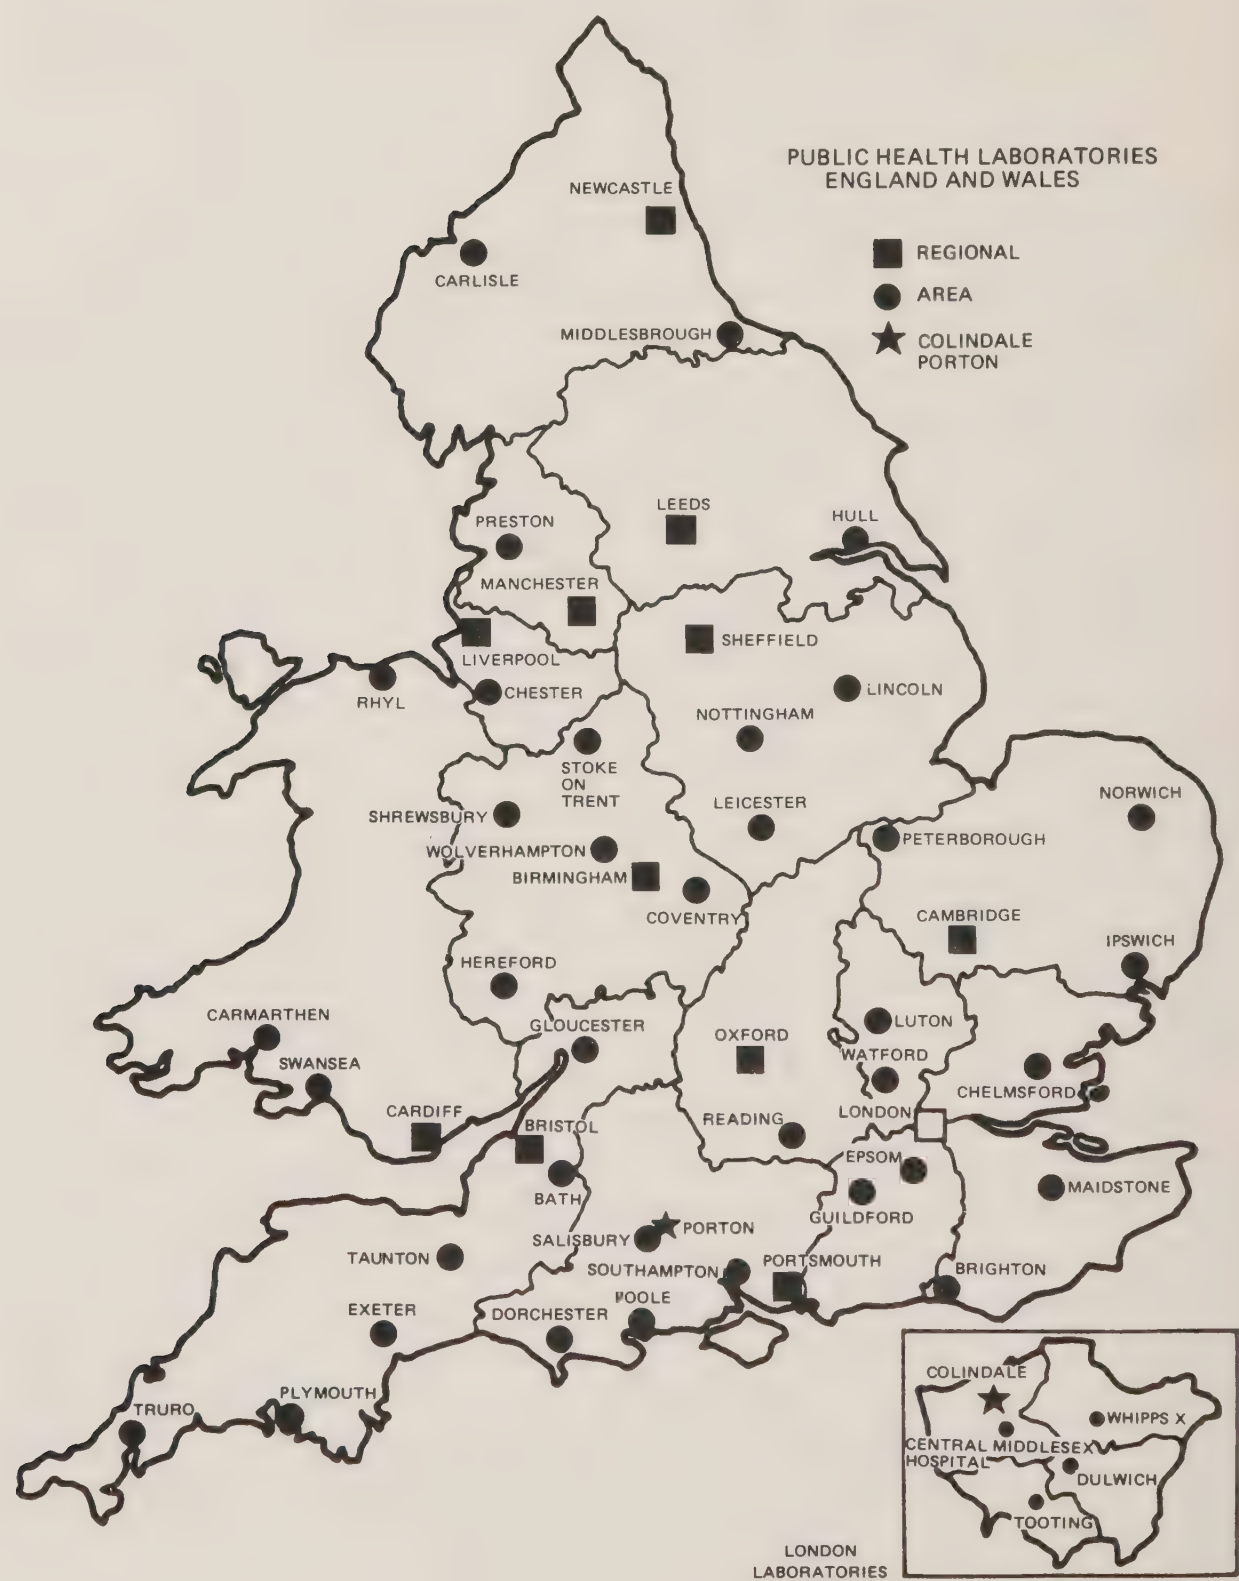 PUBLIC HEALTH LABORATORIES
ENGLAND AND WALES
REGIONAL
AREA
COLINDALE
PORTON
NEWCASTLE
CARLISLE
MIDDLESBROUGH
LEEDS
HULL
PRESTON
MANCHESTER
SHEFFIELD
LIVERPOOL
CHESTER
RHYL
LINCOLN
NOTTINGHAM
STOKE
ON
TRENT
LEICESTER
NORWICH
SHREWSBURY
PETERBOROUGH
WOLVERHAMPTON
BIRMINGHAM
COVENTRY
CAMBRIDGE
IPSWICH
HEREFORD
CARMARTHEN
GLOUCESTER
LUTON
OXFORD
WATFORD
SWANSEA
CHELMSFORD
CARDIFF
LONDON
READING
BRISTOL
EPSOM
BATH
MAIDSTONE
GUILDFORD
PORTON
SALISBURY
TAUNTON
PORTSMOUTH
SOUTHAMPTON
BRIGHTON
POOLE
EXETER
DORCHESTER
PLYMOUTH
TRURO
COLINDALE
WHIPPS X
CENTRAL MIDDLESEX
HOSPITAL
DULWICH
TOOTING
LONDON
LABORATORIES